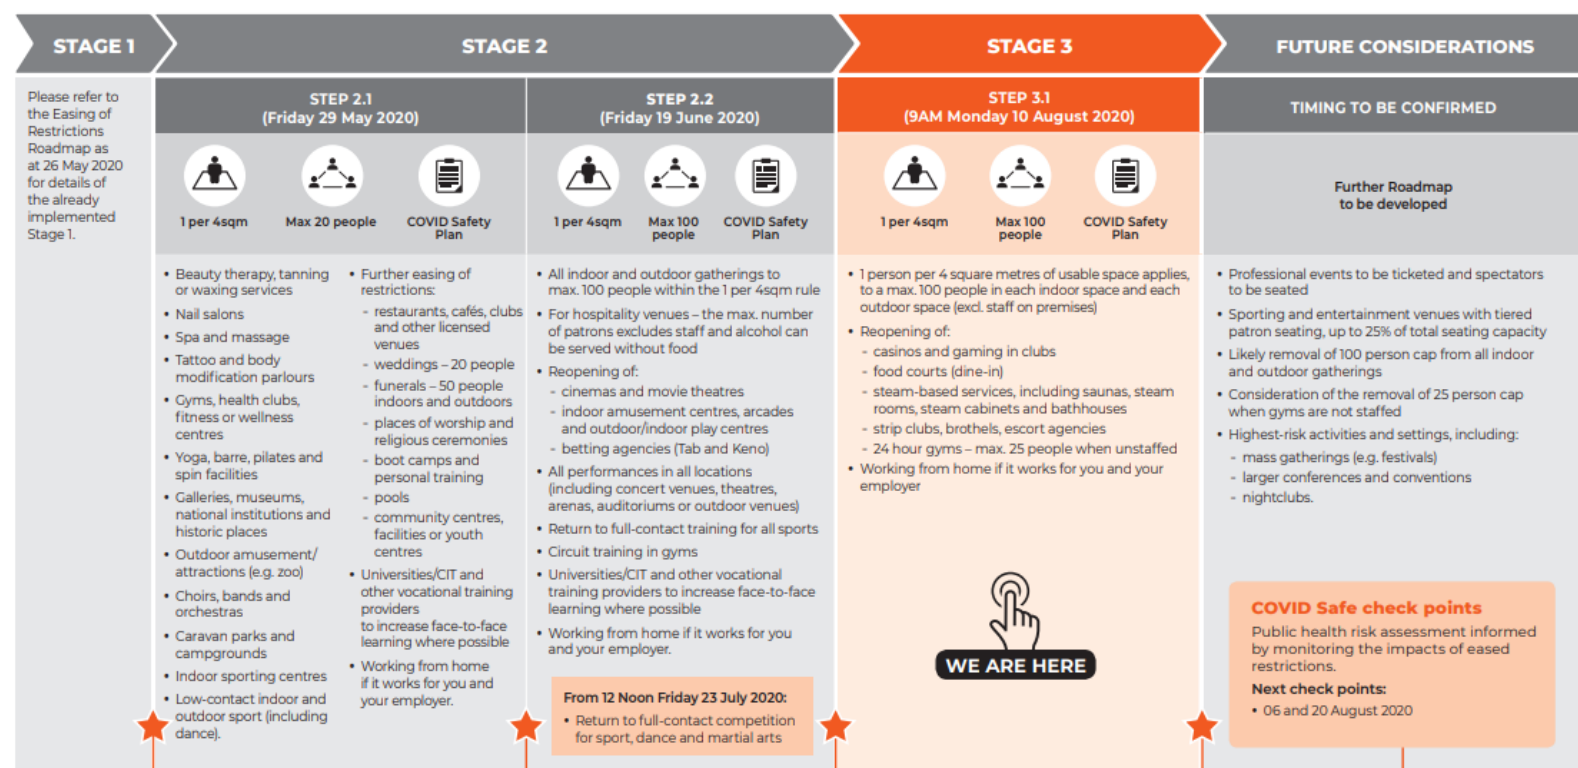 STAGE 1
STAGE 2
STAGE 3
FUTURE CONSIDERATIONS
Please refer to
the Easing of
Restrictions
Roadmap as
at 26 May 2020
for details of
the already
implemented
Stage 1.
STEP 2.1
(Friday 29 May 2020)
1 per 4sqm
Max 20 people
COVID Safety
Plan
• Beauty therapy, tanning
or waxing services
• Nail salons
• Spa and massage
• Tattoo and body
modification parlours
• Gyms, health clubs,
fitness or wellness
centres
• Yoga, barre, pilates and
spin facilities
• Galleries, museums,
national institutions and
historic places
• Outdoor amusement/
attractions (e.g. zoo)
• Choirs, bands and
orchestras
• Caravan parks and
campgrounds
• Indoor sporting centres
• Low-contact indoor and
outdoor sport (including
dance).
• Further easing of
restrictions:
- restaurants, cafés, clubs
and other licensed
venues
- weddings – 20 people
- funerals – 50 people
indoors and outdoors
- places of worship and
religious ceremonies
- boot camps and
personal training
- pools
- community centres,
facilities or youth
centres
• Universities/CIT and
other vocational training
providers
to increase face-to-face
learning where possible
• Working from home
if it works for you and
your employer.
STEP 2.2
(Friday 19 June 2020)
1 per 4sqm
Max 100
people
COVID Safety
Plan
• All indoor and outdoor gatherings to
max. 100 people within the 1 per 4sqm rule
• For hospitality venues – the max. number
of patrons excludes staff and alcohol can
be served without food
• Reopening of:
- cinemas and movie theatres
- indoor amusement centres, arcades
and outdoor/indoor play centres
- betting agencies (Tab and Keno)
• All performances in all locations
(including concert venues, theatres,
arenas, auditoriums or outdoor venues)
• Return to full-contact training for all sports
• Circuit training in gyms
• Universities/CIT and other vocational
training providers to increase face-to-face
learning where possible
• Working from home if it works for you
and your employer.
From 12 Noon Friday 23 July 2020:
• Return to full-contact competition
for sport, dance and martial arts
STEP 3.1
(9AM Monday 10 August 2020)
1 per 4sqm
Max 100
people
COVID Safety
Plan
• 1 person per 4 square metres of usable space applies,
to a max. 100 people in each indoor space and each
outdoor space (excl. staff on premises)
• Reopening of:
- casinos and gaming in clubs
- food courts (dine-in)
- steam-based services, including saunas, steam
rooms, steam cabinets and bathhouses
- strip clubs, brothels, escort agencies
- 24 hour gyms – max. 25 people when unstaffed
• Working from home if it works for you and your
employer
WE ARE HERE
TIMING TO BE CONFIRMED
Further Roadmap
to be developed
• Professional events to be ticketed and spectators
to be seated
• Sporting and entertainment venues with tiered
patron seating, up to 25% of total seating capacity
• Likely removal of 100 person cap from all indoor
and outdoor gatherings
• Consideration of the removal of 25 person cap
when gyms are not staffed
• Highest-risk activities and settings, including:
- mass gatherings (e.g. festivals)
- larger conferences and conventions
- nightclubs.
COVID Safe check points
Public health risk assessment informed
by monitoring the impacts of eased
restrictions.
Next check points:
• 06 and 20 August 2020